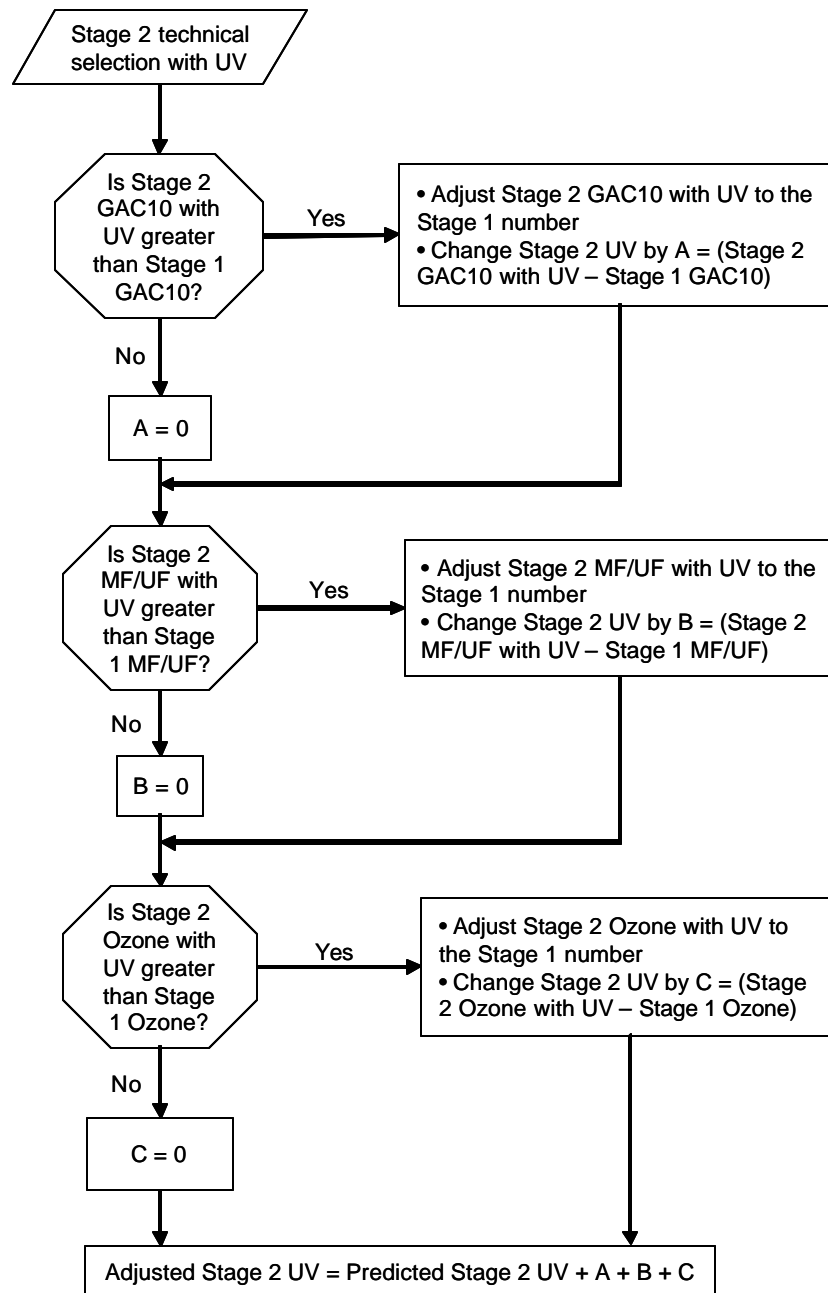 Stage 2 technical
selection with UV
Is Stage 2
GAC10 with
UV greater
than Stage 1
GAC10?
Yes
• Adjust Stage 2 GAC10 with UV to the
Stage 1 number
• Change Stage 2 UV by A = (Stage 2
GAC10 with UV – Stage 1 GAC10)
No
A = 0
Is Stage 2
MF/UF with
UV greater
than Stage
1 MF/UF?
Yes
• Adjust Stage 2 MF/UF with UV to the
Stage 1 number
• Change Stage 2 UV by B = (Stage 2
MF/UF with UV – Stage 1 MF/UF)
No
B = 0
Is Stage 2
Ozone with
UV greater
than Stage
1 Ozone?
Yes
• Adjust Stage 2 Ozone with UV to
the Stage 1 number
• Change Stage 2 UV by C = (Stage
2 Ozone with UV – Stage 1 Ozone)
No
C = 0
Adjusted Stage 2 UV = Predicted Stage 2 UV + A + B + C